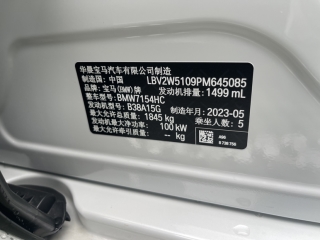 华晨宝马汽车有限公司制造
中国 LBV2W5109PM645085
品牌: 宝马(BMW)牌 发动机排量: 1499 mL
整车型号: BMW7154HC
发动机型号: B38A15G
最大允许总质量: 1845 kg 制造年月 2023-05
发动机最大净功率: 100 kW 乘坐人数: 5
最大允许牵引质量: -- kg